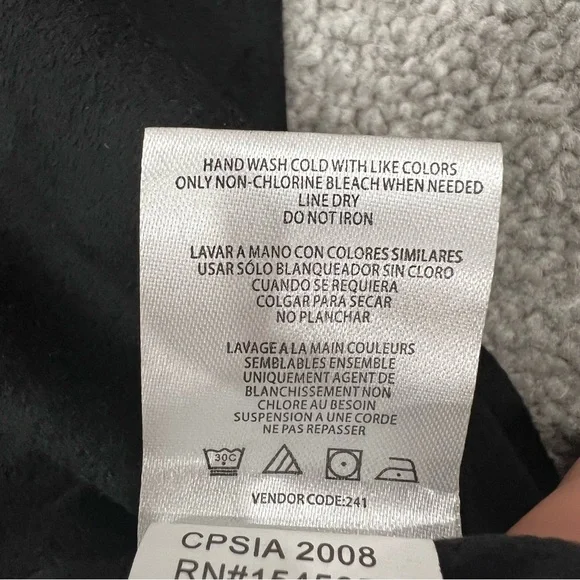 HAND WASH COLD WITH LIKE COLORS
ONLY NON-CHLORINE BLEACH WHEN NEEDED
LINE DRY
DO NOT IRON
LAVAR A MANO CON COLORES SIMILARES
USAR SÓLO BLANQUEADOR SIN CLORO
CUANDO SE REQUIERA
COLGAR PARA SECAR
NO PLANCHAR
LAVAGE A LA MAIN COULEURS
SEMBLABLES ENSEMBLE
UNIQUEMENT AGENT DE
BLANCHISSEMENT NON
CHLORE AU BESOIN
SUSPENSION A UNE CORDE
NE PAS REPASSER
30C
VENDOR CODE:241
CPSIA 2008